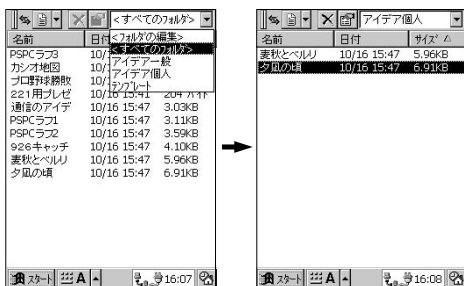 <すべてのフォルダ>
名前 日付
<フォルダの編集>
<すべてのフォルダ>
アイデア一般
アイデア個人
テンプレート
PSPCラフ3 10/
カシオ地図 10/
プロ野球勝敗 10/
221用プレゼ 10/16 15:41 204 バイト
通信のアイデ 10/16 15:47 3.03KB
PSPCラフ1 10/16 15:47 3.11KB
PSPCラフ2 10/16 15:47 3.59KB
926キャッチ 10/16 15:47 4.10KB
麦秋とベルリ 10/16 15:47 5.96KB
夕凪の頃 10/16 15:47 6.91KB
スタート A 16:07
アイデア個人
名前 日付 サイズ
麦秋とベルリ 10/16 15:47 5.96KB
夕凪の頃 10/16 15:47 6.91KB
スタート A 16:08